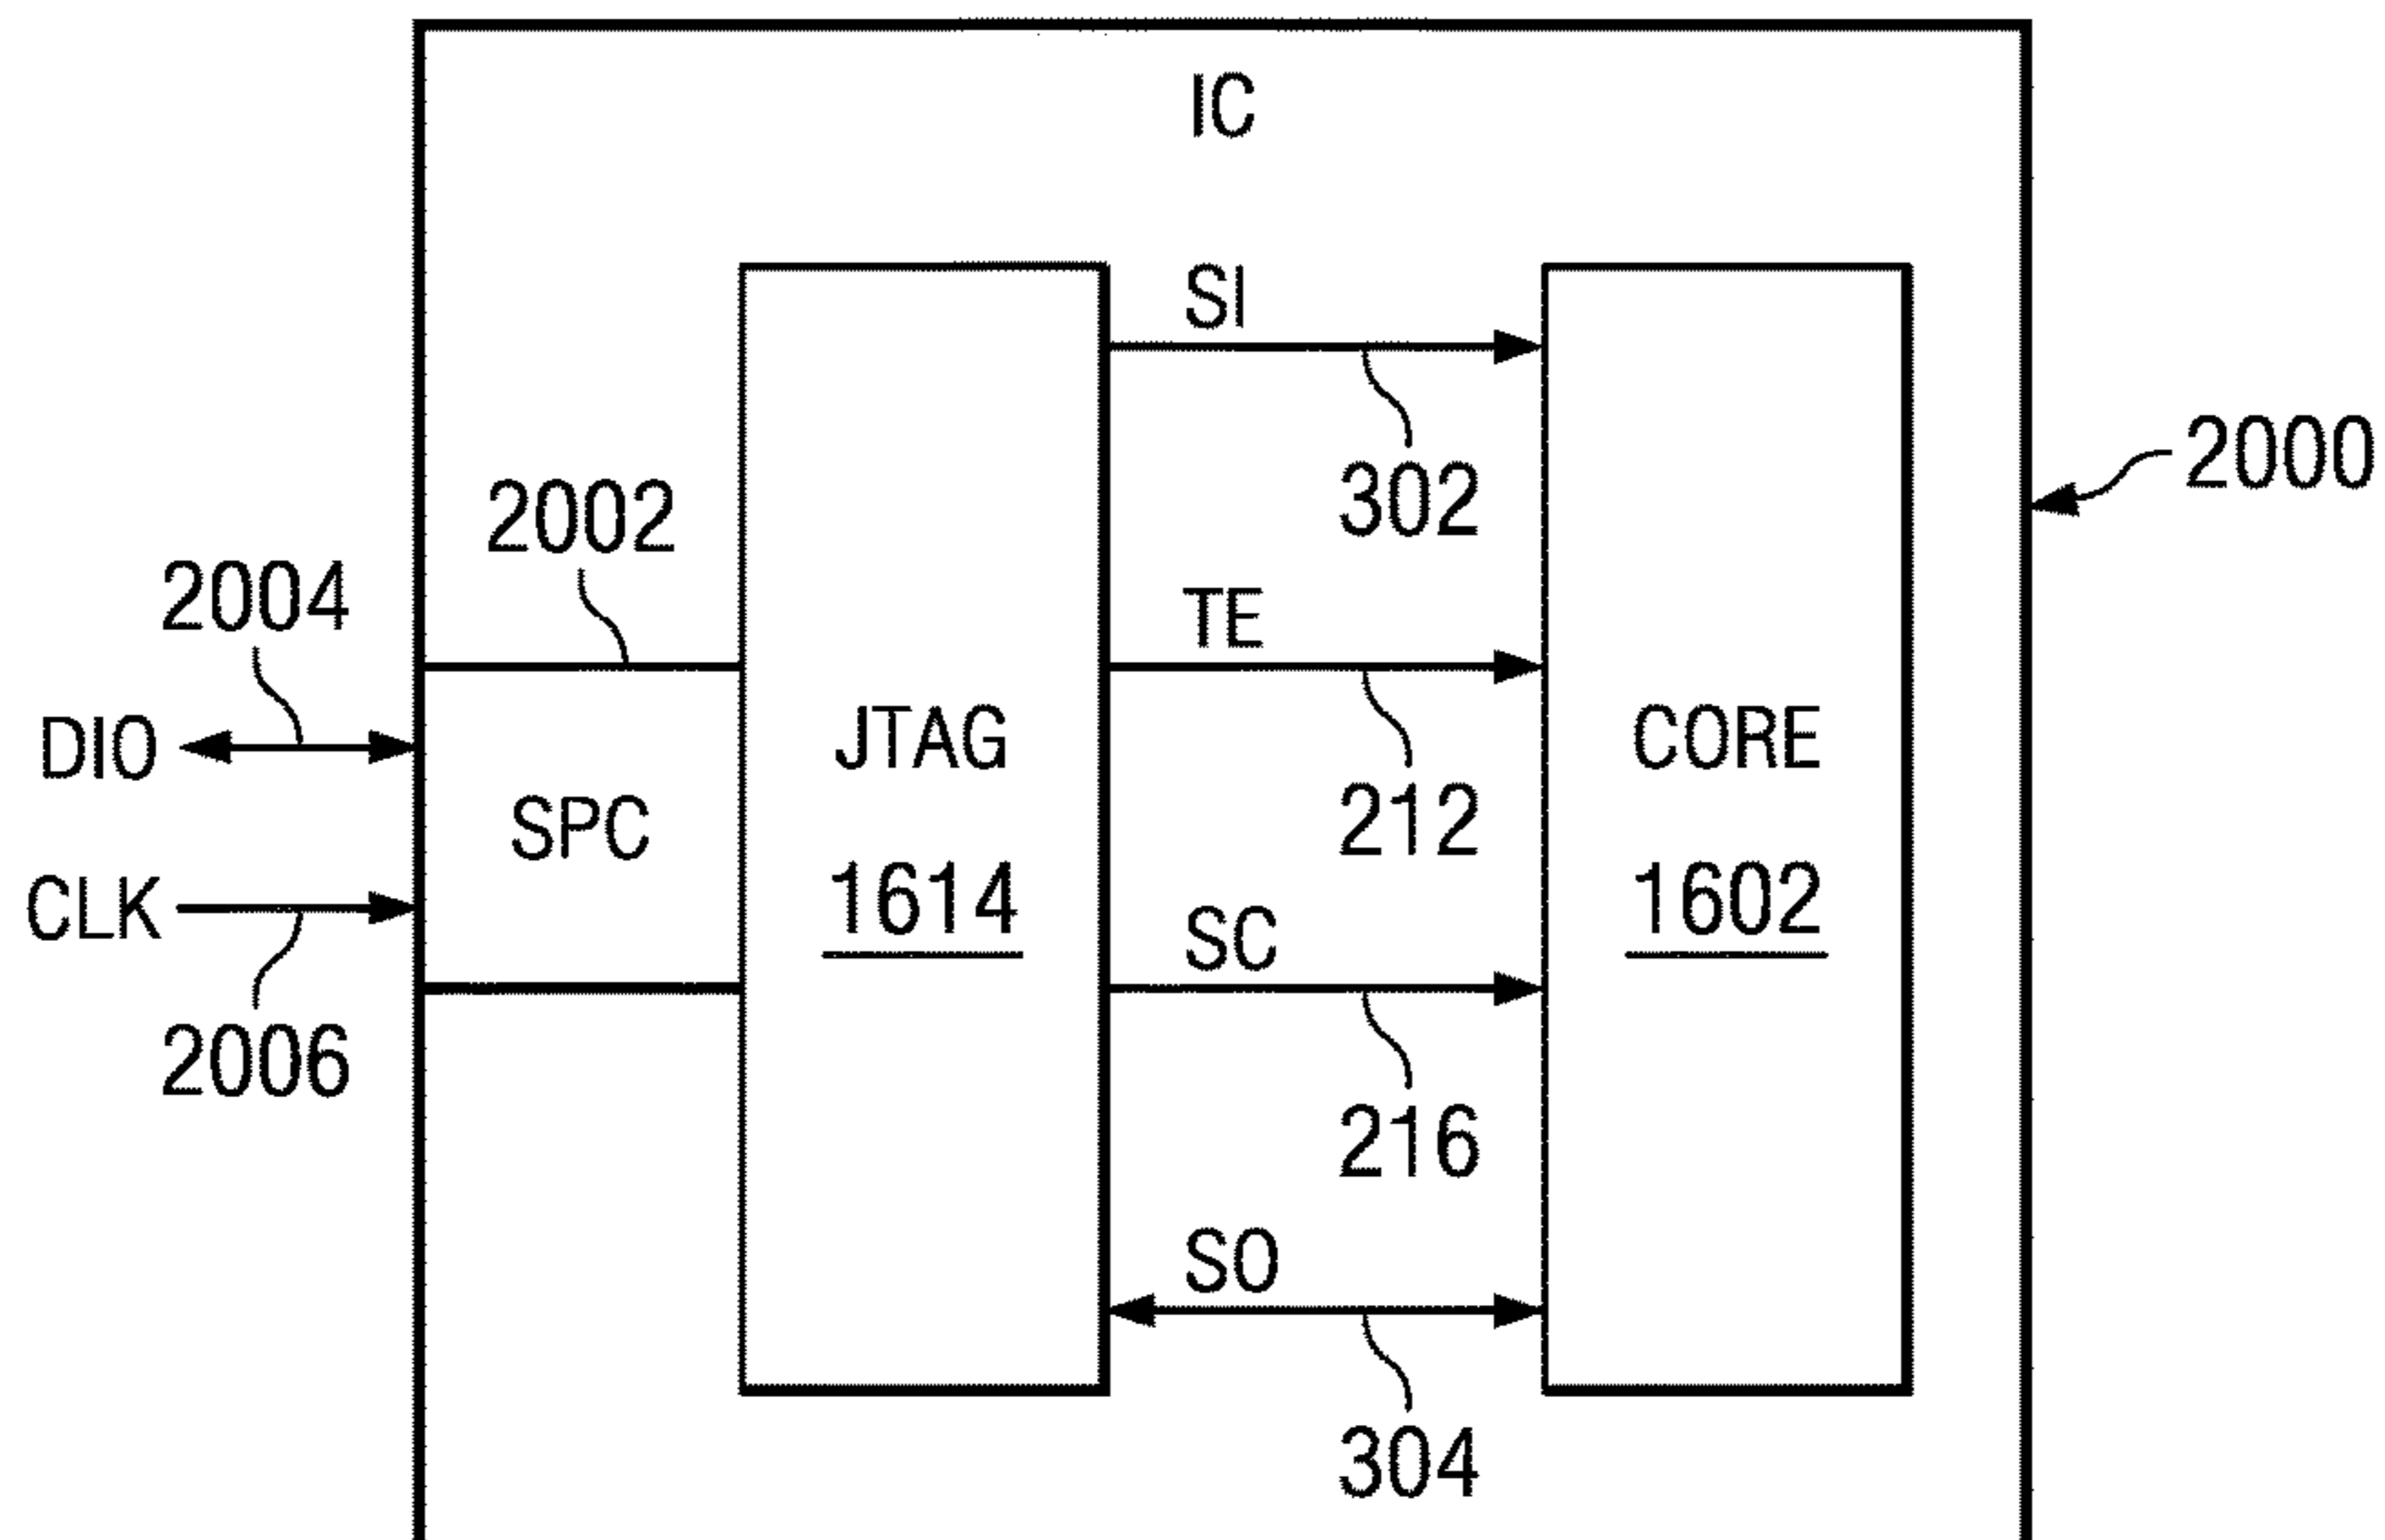 IC
SI
302
2000
2002
2004
TE
DIO
JTAG
CORE
212
SPC
CLK
1614
1602
SC
2006
216
SO
304